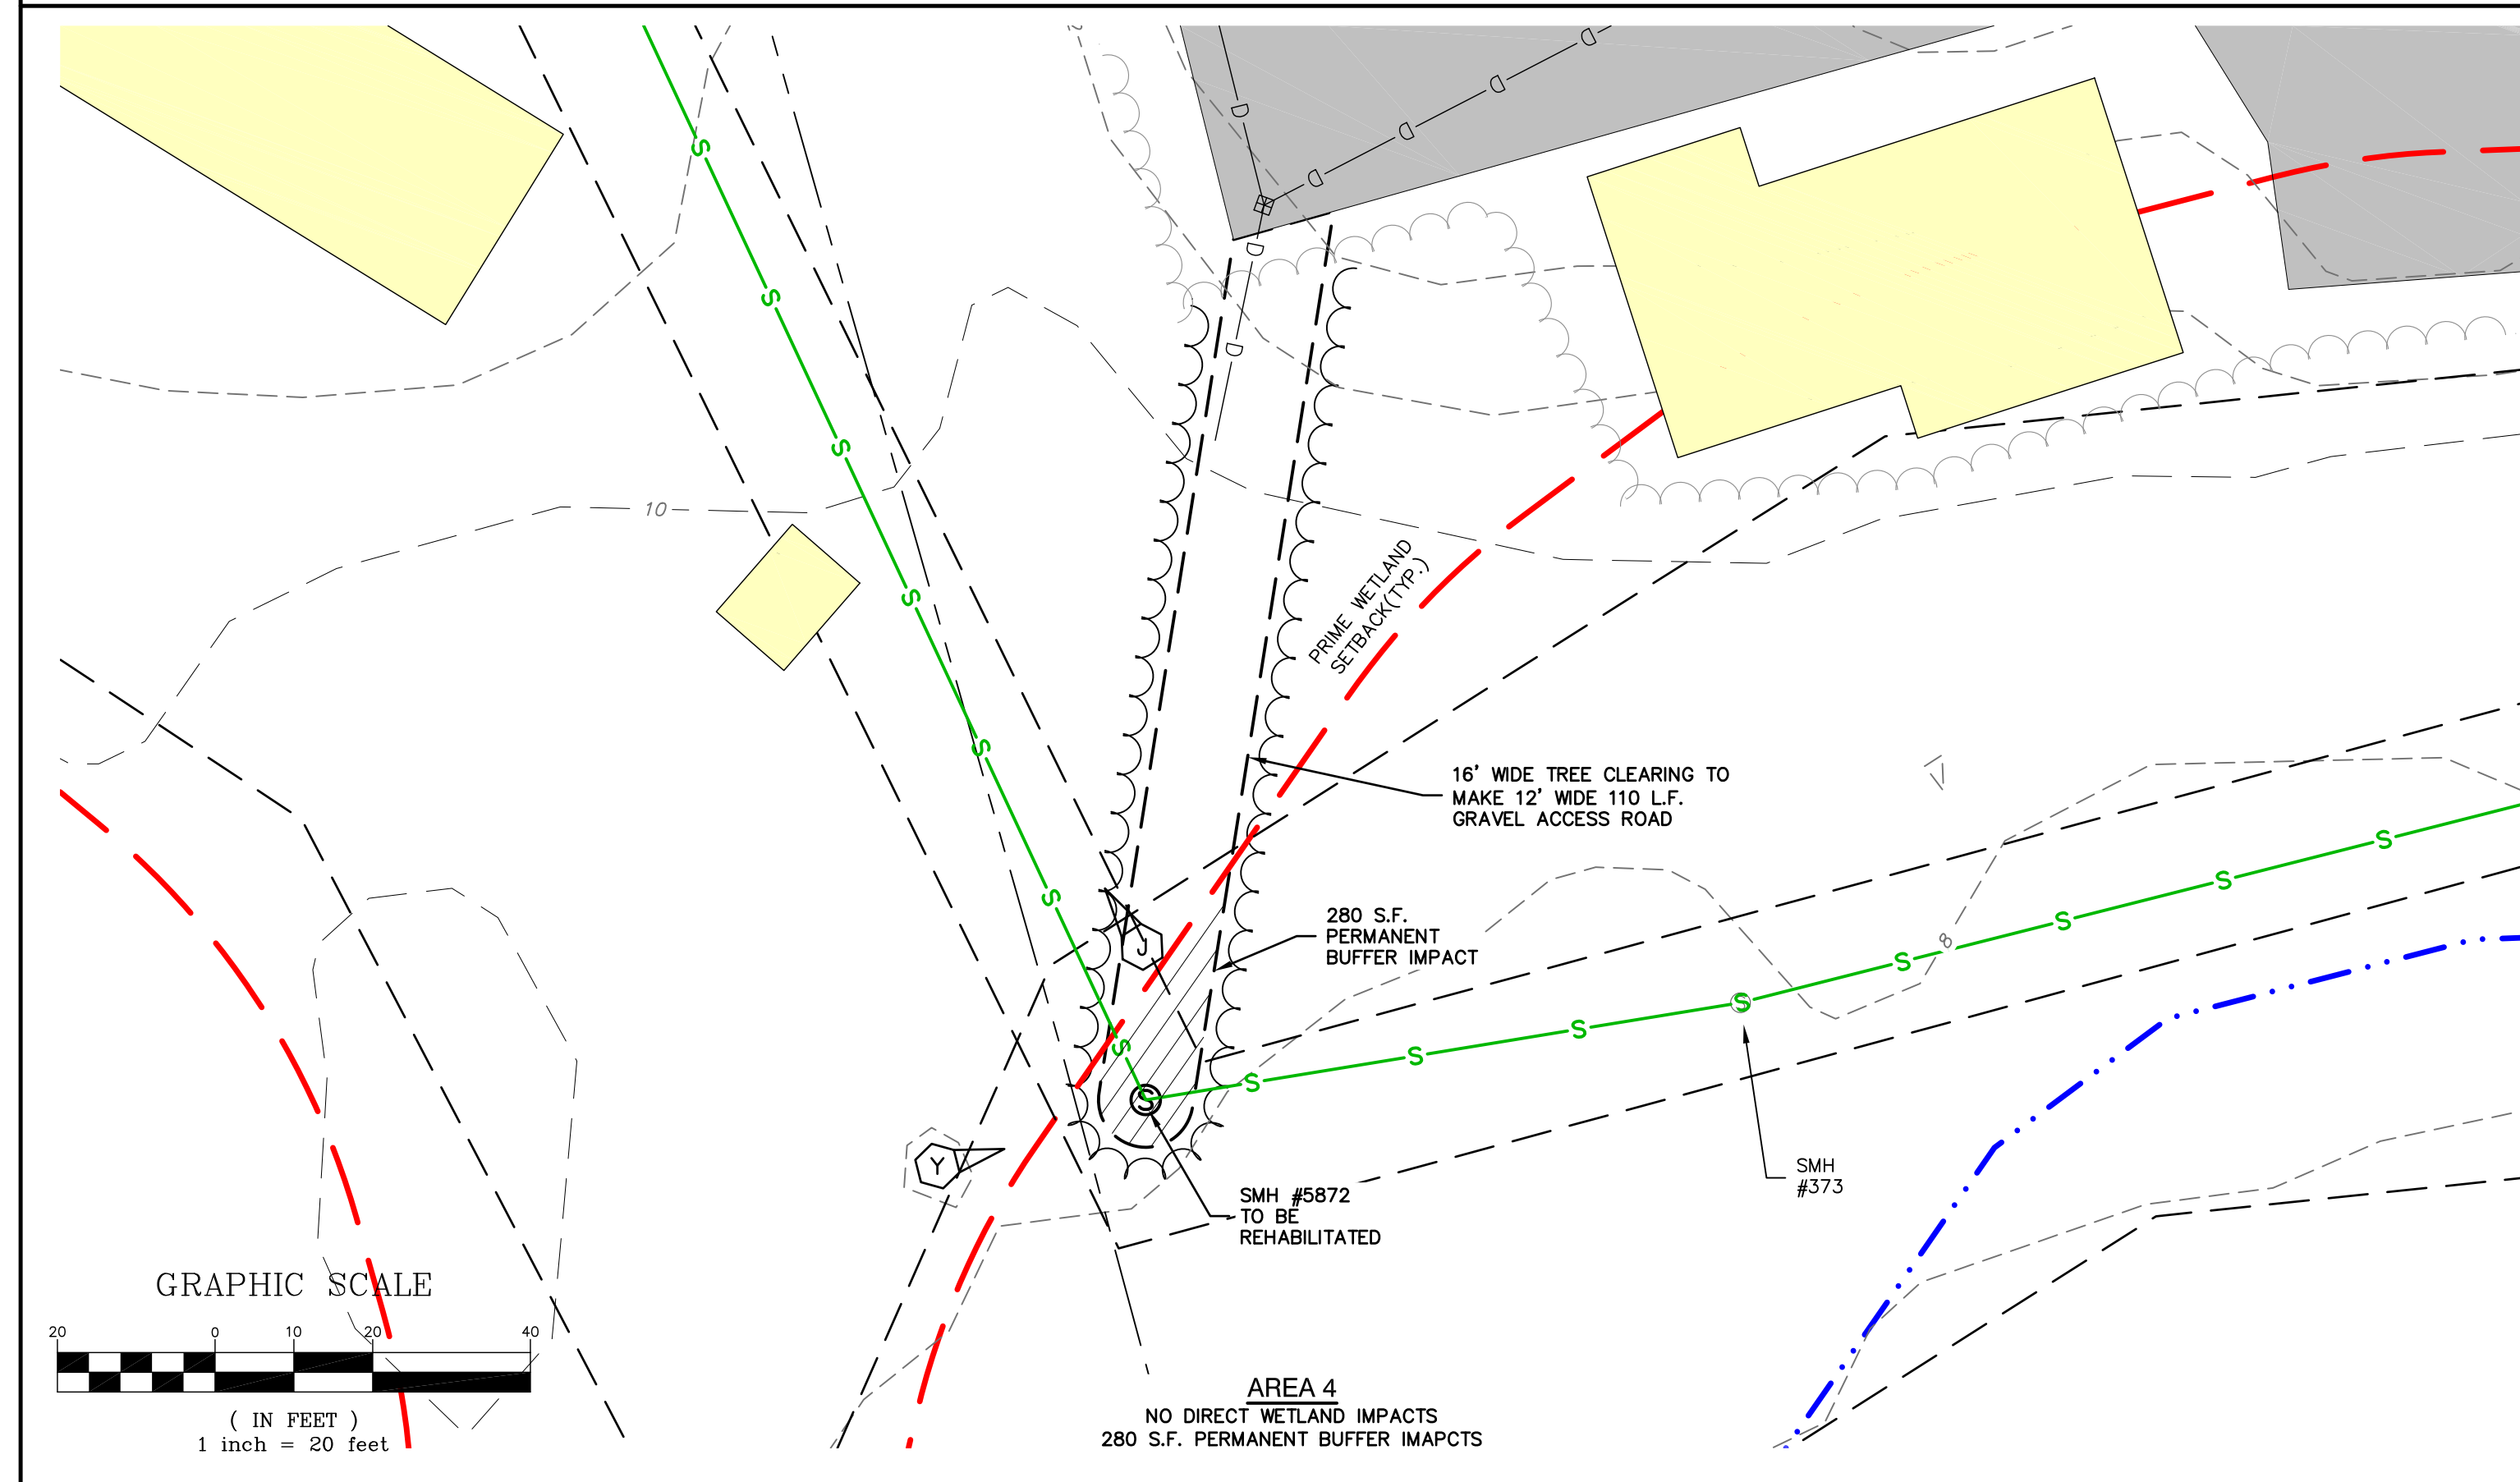 D
D
D
D
D
D
D
S
S
S
S
S
S
S
10
PRIME WETLAND
SETBACK(TYP.)
16' WIDE TREE CLEARING TO
MAKE 12' WIDE 110 L.F.
GRAVEL ACCESS ROAD
280 S.F.
PERMANENT
BUFFER IMPACT
J
8
S
S
S
S
S
S
S
S
S
Y
SMH #5872
TO BE
REHABILITATED
SMH
#373
GRAPHIC SCALE
20 0 10 20 40
( IN FEET )
1 inch = 20 feet
AREA 4
NO DIRECT WETLAND IMPACTS
280 S.F. PERMANENT BUFFER IMAPCTS